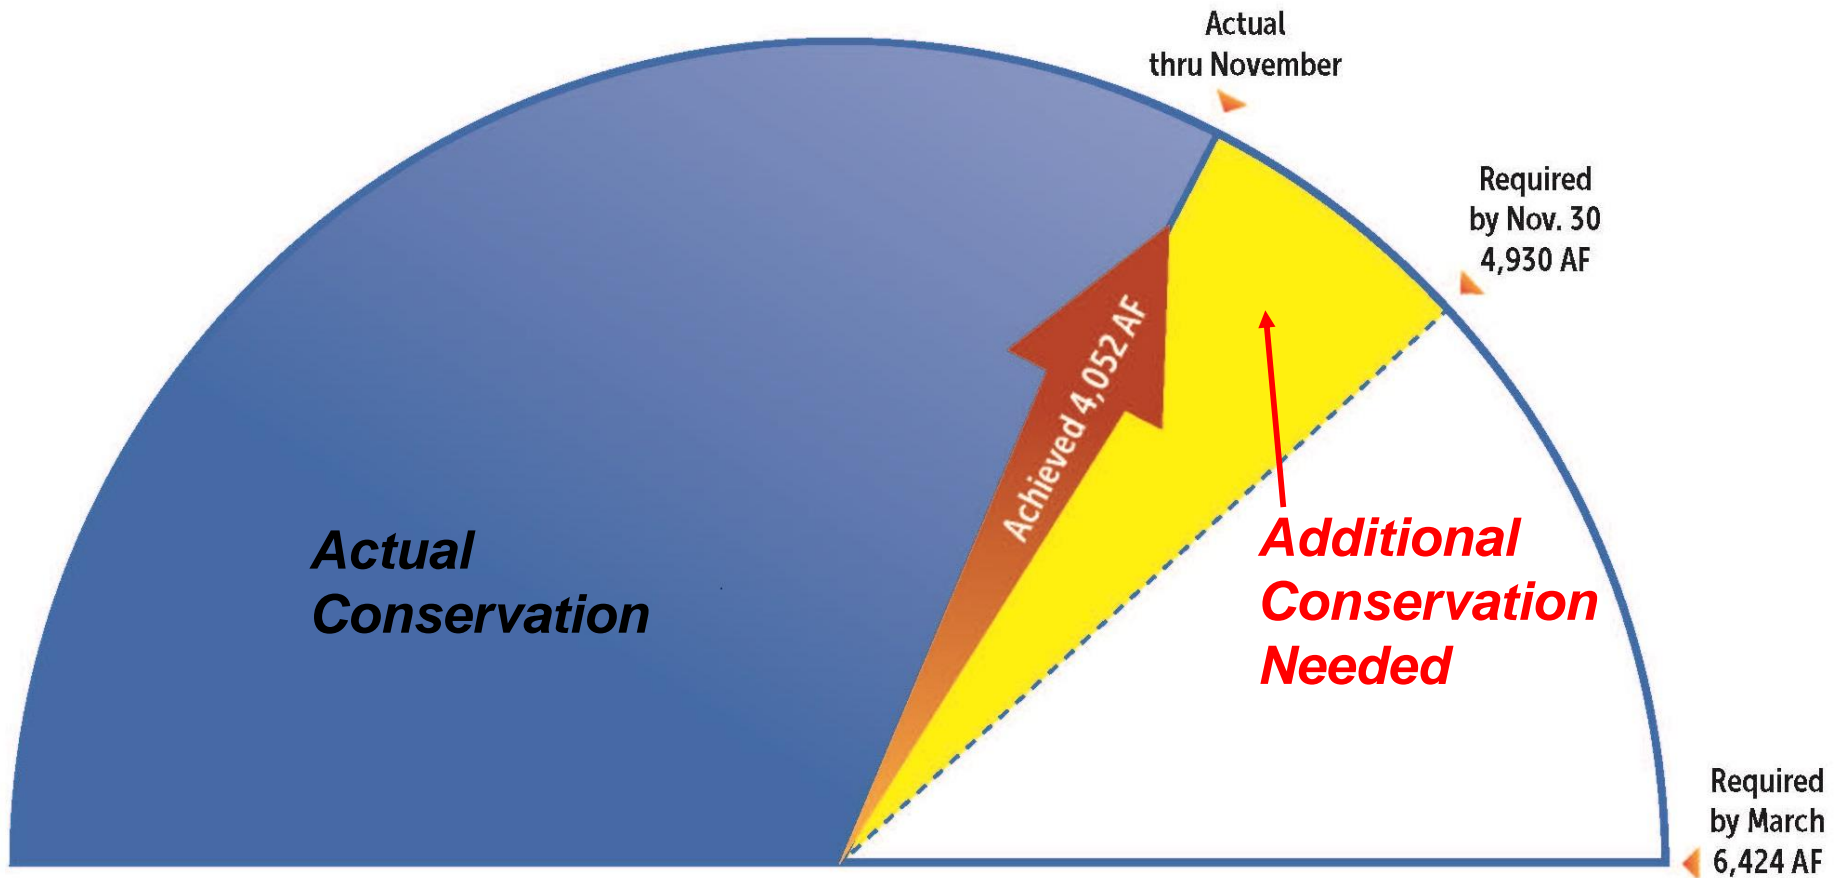 Actual
thru November
Required
by Nov. 30
4,930 AF
Achieved 4,052 AF
Actual
Conservation
Additional
Conservation
Needed
Required
by March
6,424 AF